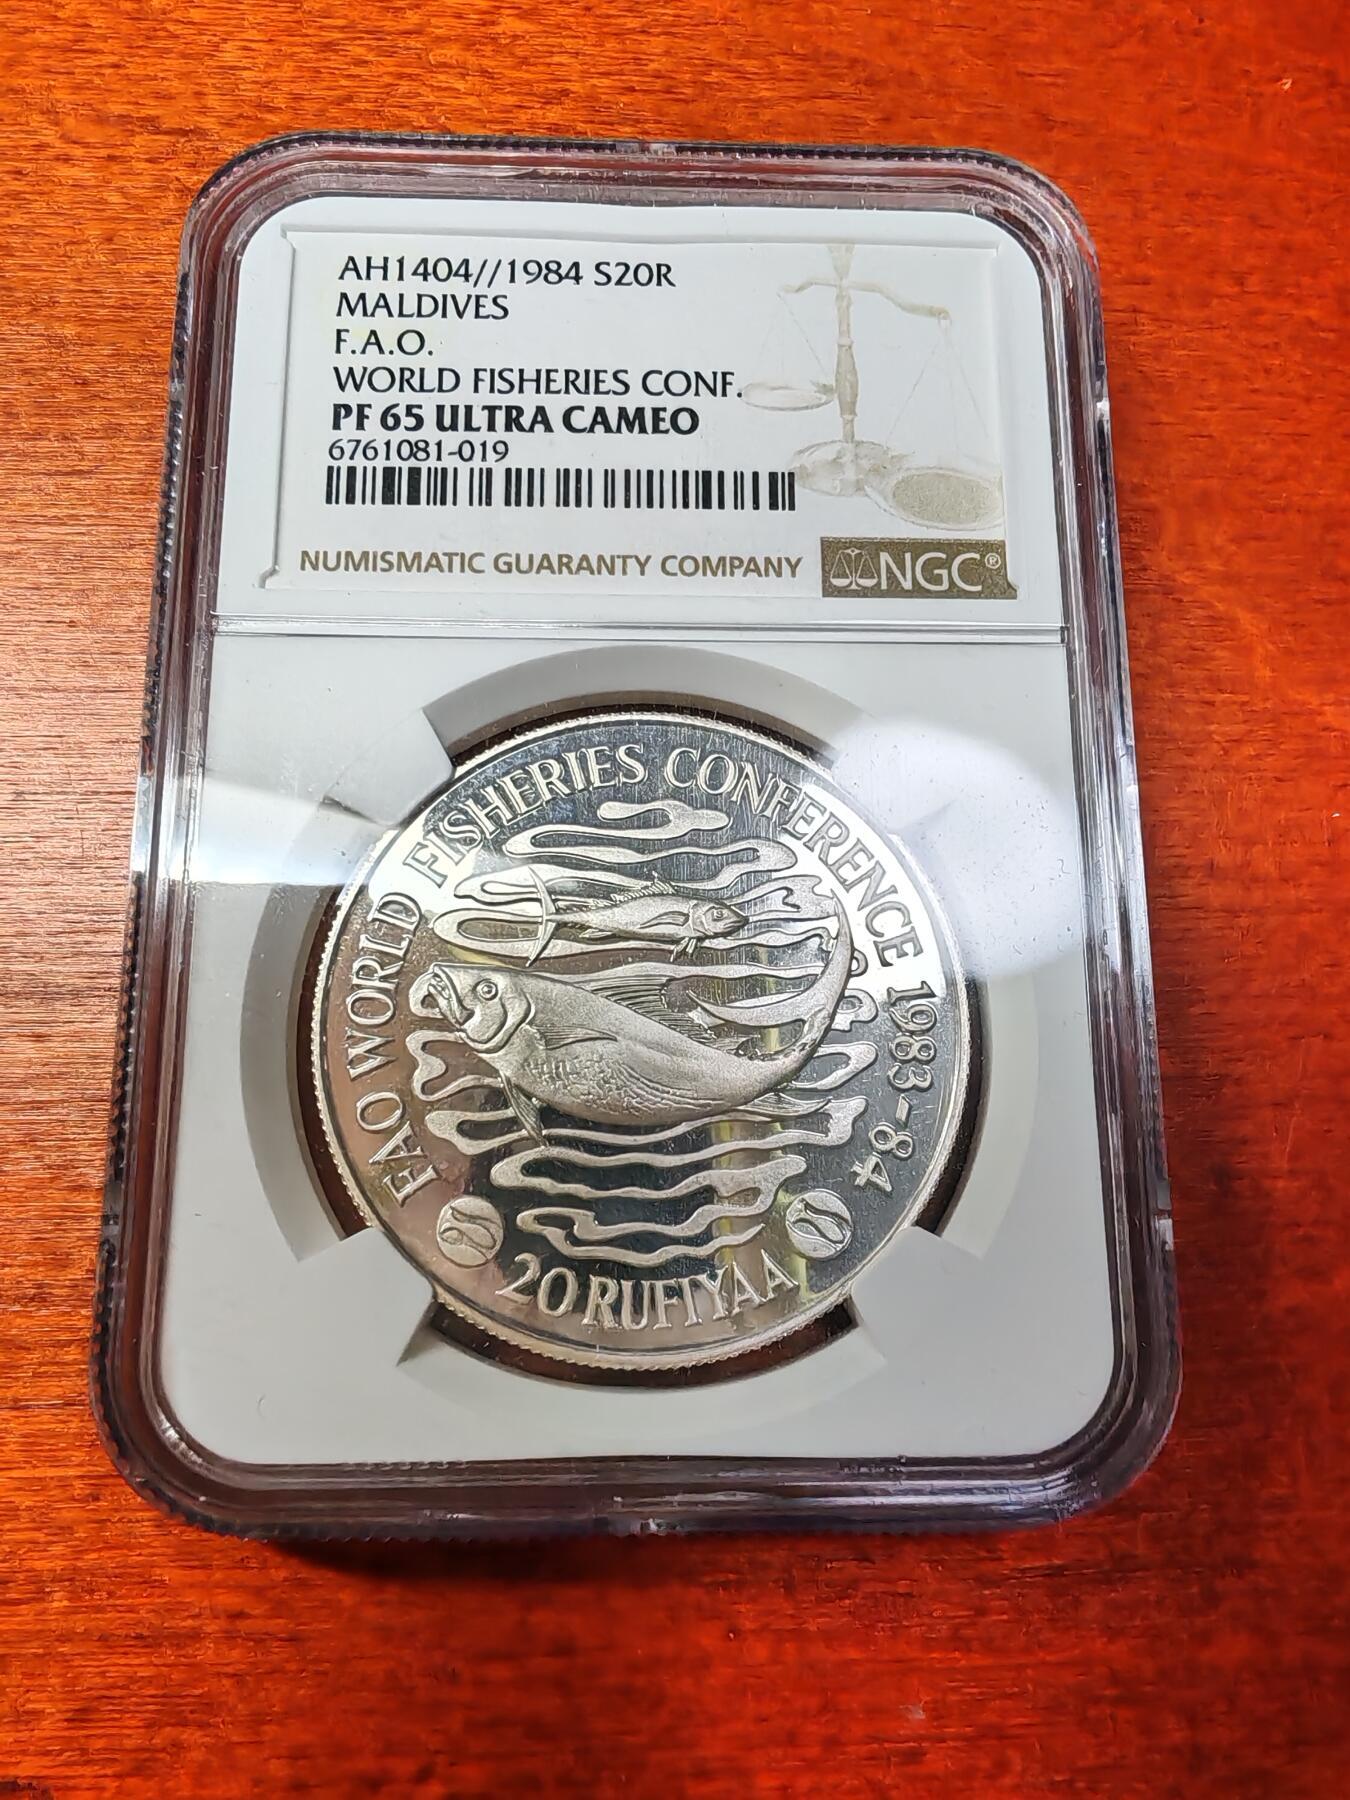 AH1404//1984 S20R
MALDIVES
F.A.O.
WORLD FISHERIES CONF.
PF 65 ULTRA CAMEO
6761081-019
NUMISMATIC GUARANTY COMPANY
NGC®
FAO WORLD FISHERIES CONFERENCE 1983-84
20 RUFIYAA